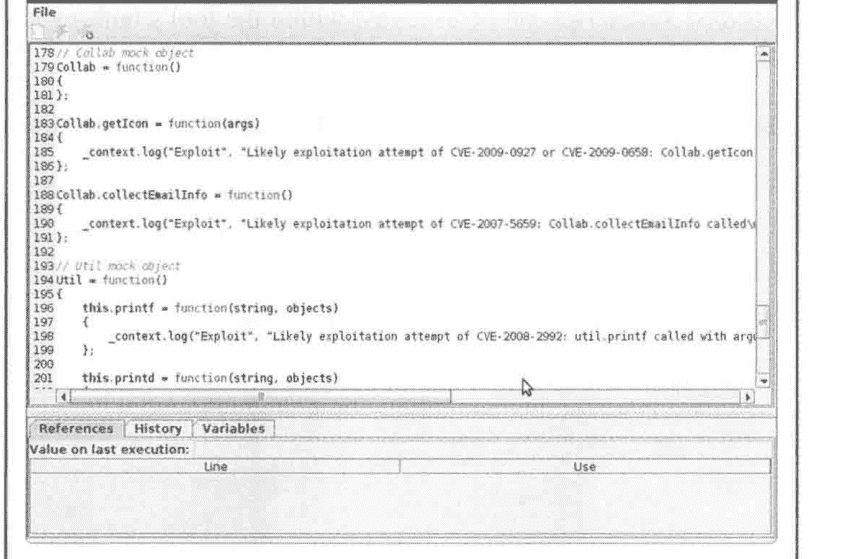 File
178 // Collab mock object
179 Collab = function()
180 {
181 };
182
183 Collab.getIcon = function(args)
184 {
185 _context.log("Exploit", "Likely exploitation attempt of CVE-2009-0927 or CVE-2009-0658: Collab.getIcon
186 };
187
188 Collab.collectEmailInfo = function()
189 {
190 _context.log("Exploit", "Likely exploitation attempt of CVE-2007-5659: Collab.collectEmailInfo called\
191 };
192
193 // Util mock object
194 Util = function()
195 {
196 this.printf = function(string, objects)
197 {
198 _context.log("Exploit", "Likely exploitation attempt of CVE-2008-2992: util.printf called with argu
199 };
200
201 this.printd = function(string, objects)
References History Variables
Value on last execution:
Line Use